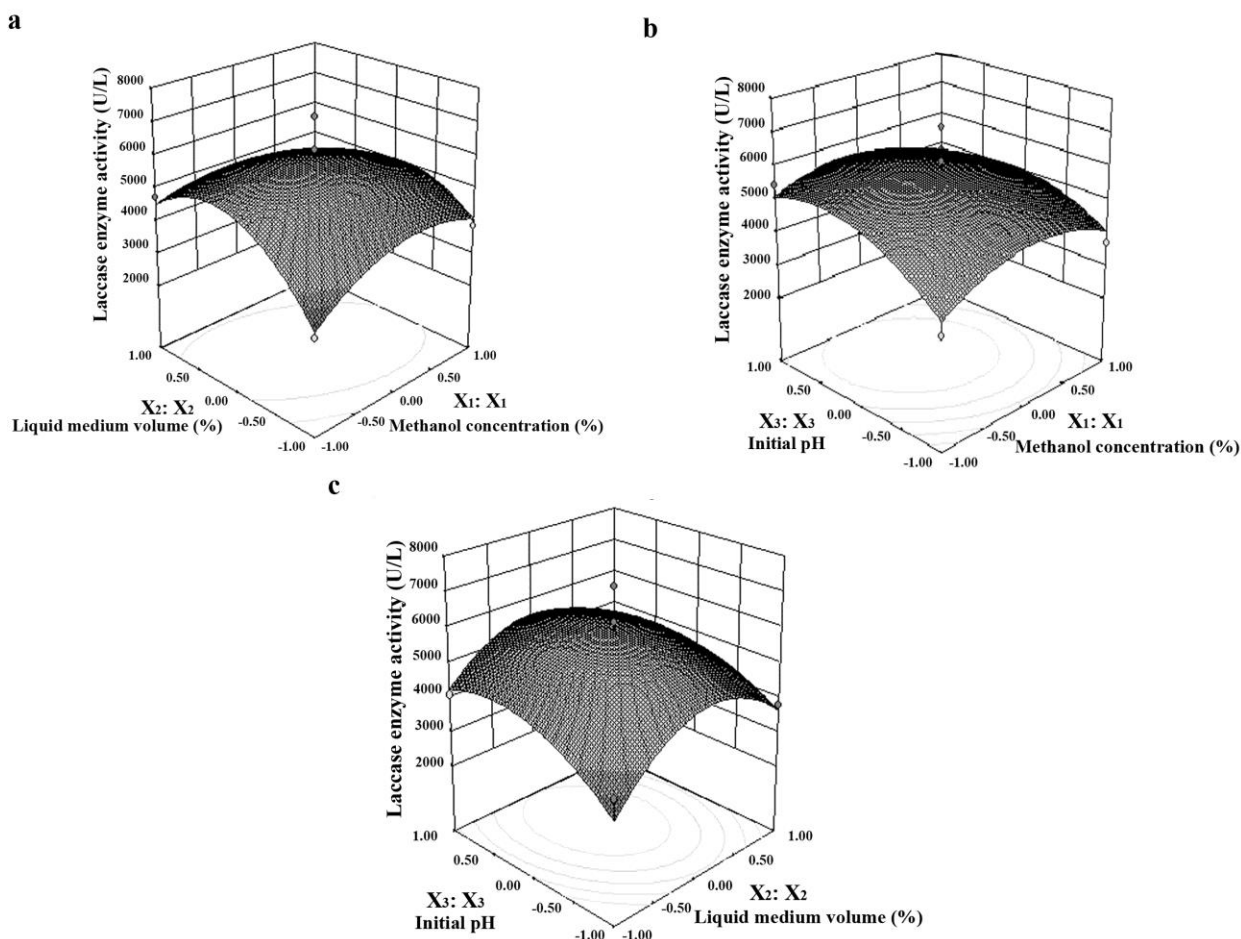 a
Laccase enzyme activity (U/L)
8000
7000
6000
5000
4000
3000
2000
1.00
0.50
0.00
-0.50
-1.00
X₂: X₂
Liquid medium volume (%)
-1.00
-0.50
0.00
0.50
1.00
X₁: X₁
Methanol concentration (%)
b
Laccase enzyme activity (U/L)
8000
7000
6000
5000
4000
3000
2000
1.00
0.50
0.00
-0.50
-1.00
X₃: X₃
Initial pH
-1.00
-0.50
0.00
0.50
1.00
X₁: X₁
Methanol concentration (%)
c
Laccase enzyme activity (U/L)
8000
7000
6000
5000
4000
3000
2000
1.00
0.50
0.00
-0.50
-1.00
X₃: X₃
Initial pH
-1.00
-0.50
0.00
0.50
1.00
X₂: X₂
Liquid medium volume (%)